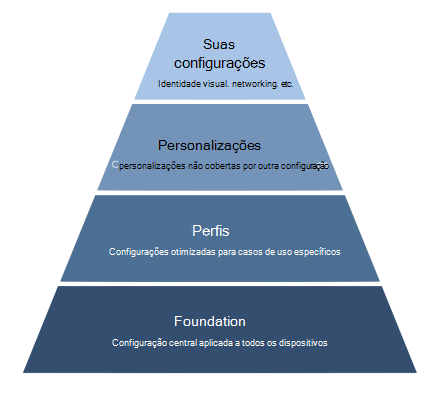 Suas
configurações
Identidade visual. networking. etc.
Personalizações
Cpersonalizações não cobertas por outra configuração
Perfis
Configurações otimizadas para casos de uso específicos
Foundation
Configuração central aplicada a todos os dispositivos